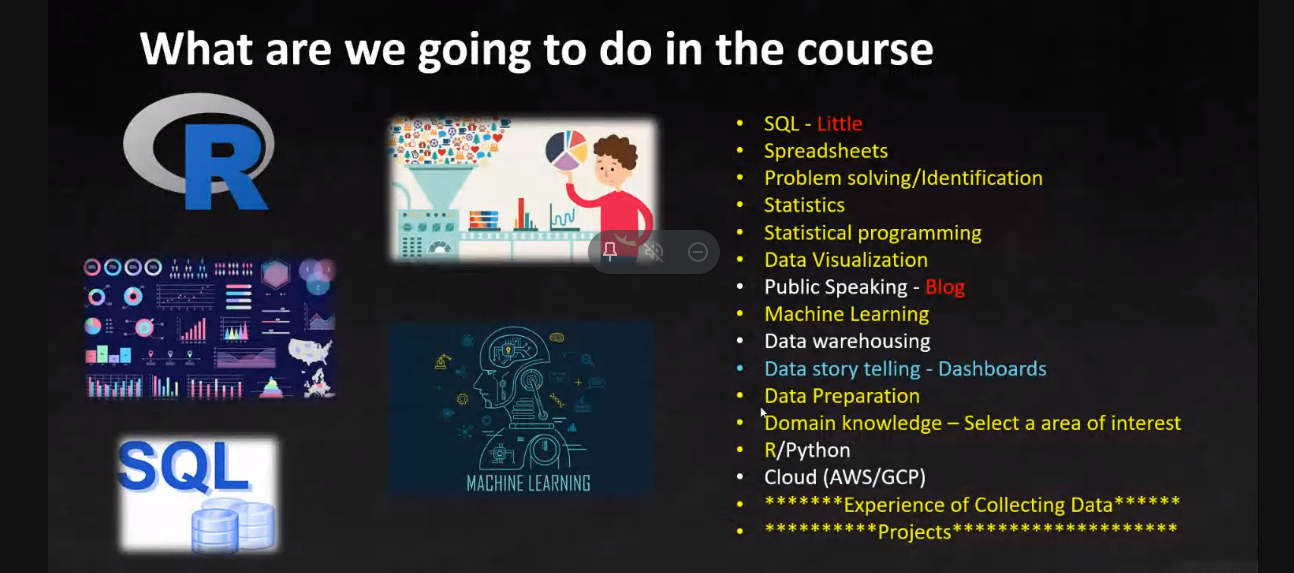 What are we going to do in the course
R
SQL
MACHINE LEARNING
SQL - Little
Spreadsheets
Problem solving/Identification
Statistics
Statistical programming
Data Visualization
Public Speaking - Blog
Machine Learning
Data warehousing
Data story telling - Dashboards
Data Preparation
Domain knowledge – Select a area of interest
R/Python
Cloud (AWS/GCP)
*******Experience of Collecting Data******
**********Projects********************